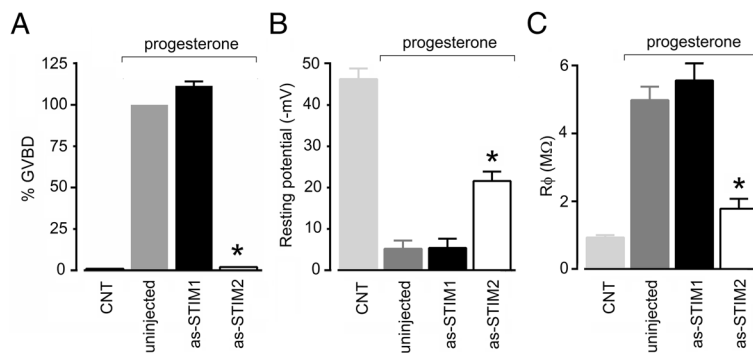 A
progesterone
% GVBD
125
100
75
50
25
0
*
CNT
uninjected
as-STIM1
as-STIM2
B
progesterone
Resting potential (-mV)
50
40
30
20
10
0
*
CNT
uninjected
as-STIM1
as-STIM2
C
progesterone
Rϕ (MΩ)
6
4
2
0
*
CNT
uninjected
as-STIM1
as-STIM2